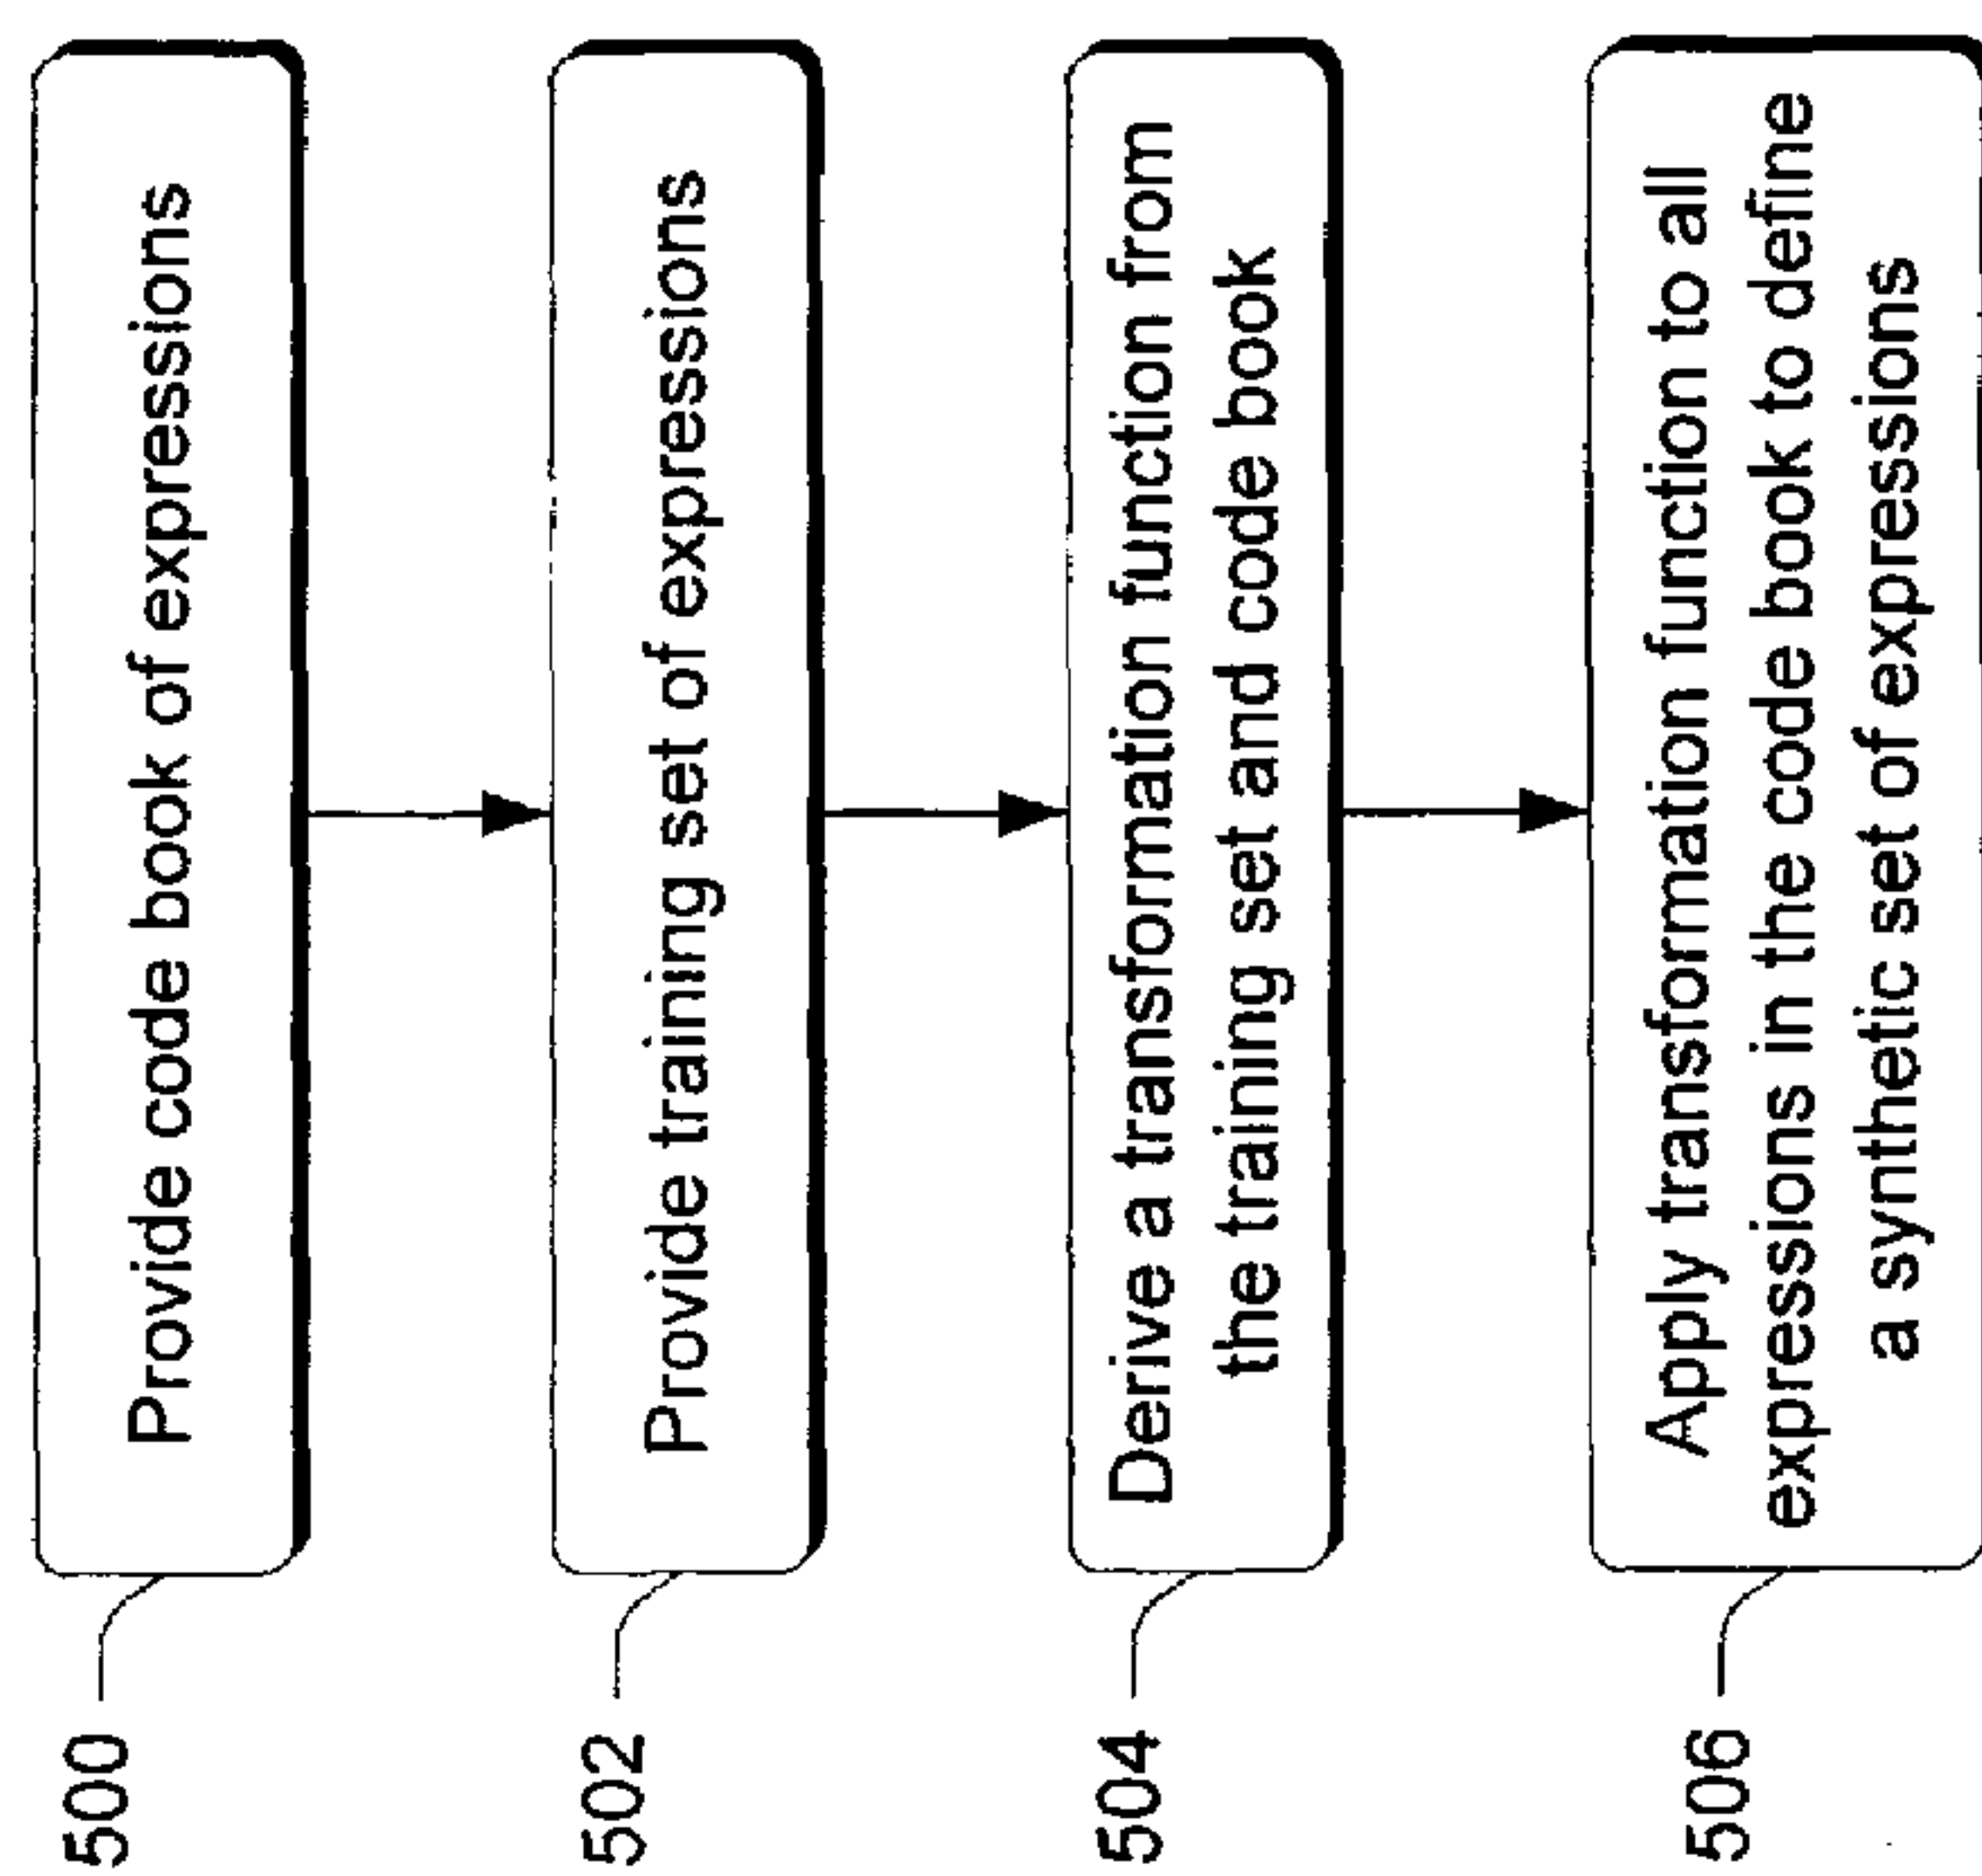 500
Provide code book of expressions
502
Provide training set of expressions
504
Derive a transformation function from
the training set and code book
506
Apply transformation function to all
expressions in the code book to define
a synthetic set of expressions